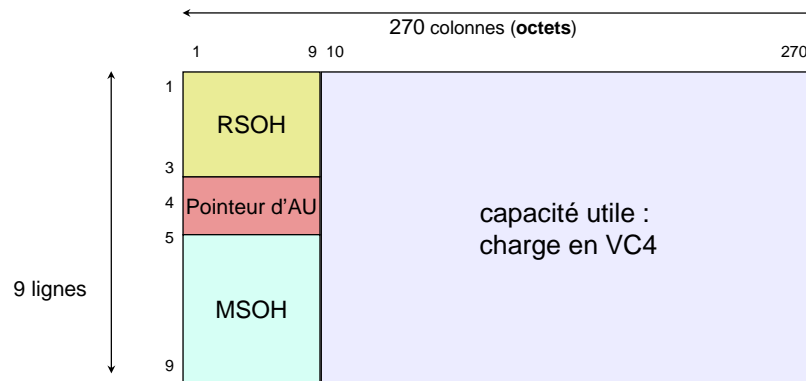 270 colonnes (octets)
1 9 10 270
1
RSOH
3
4 Pointeur d'AU
5
capacité utile :
charge en VC4
9 lignes
MSOH
9